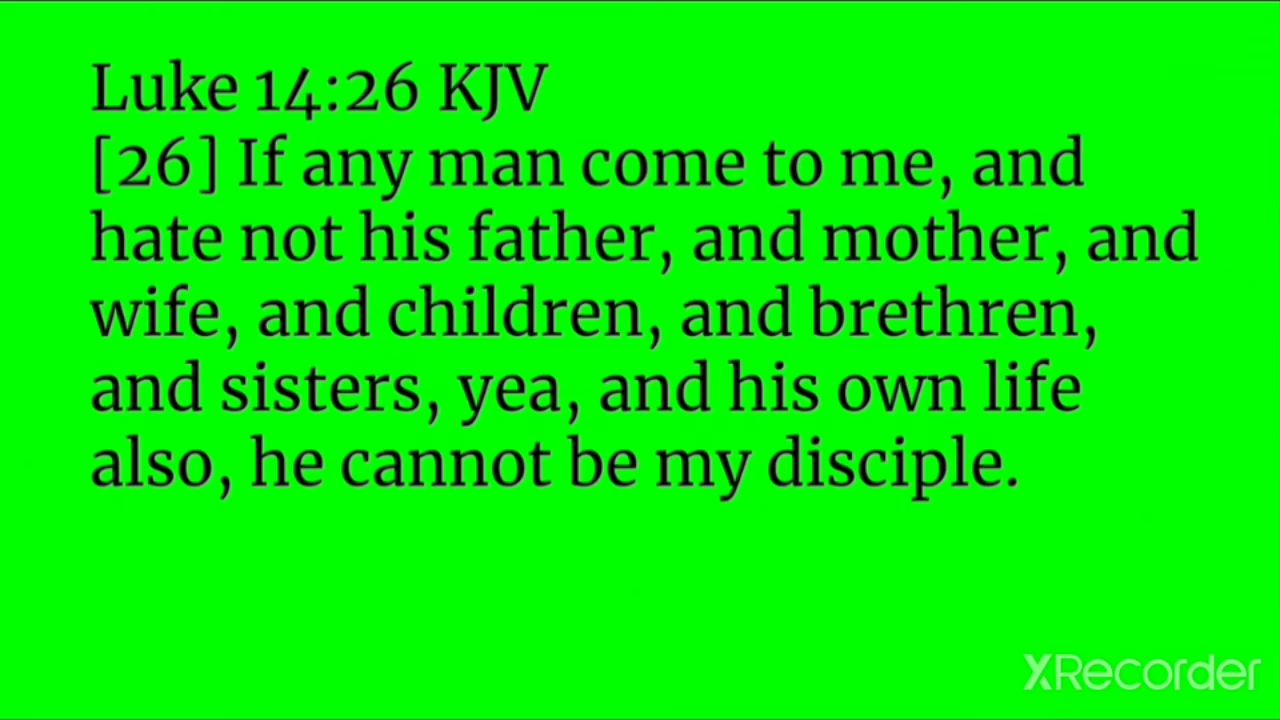 Luke 14:26 KJV
[26] If any man come to me, and
hate not his father, and mother, and
wife, and children, and brethren,
and sisters, yea, and his own life
also, he cannot be my disciple.
XRecorder